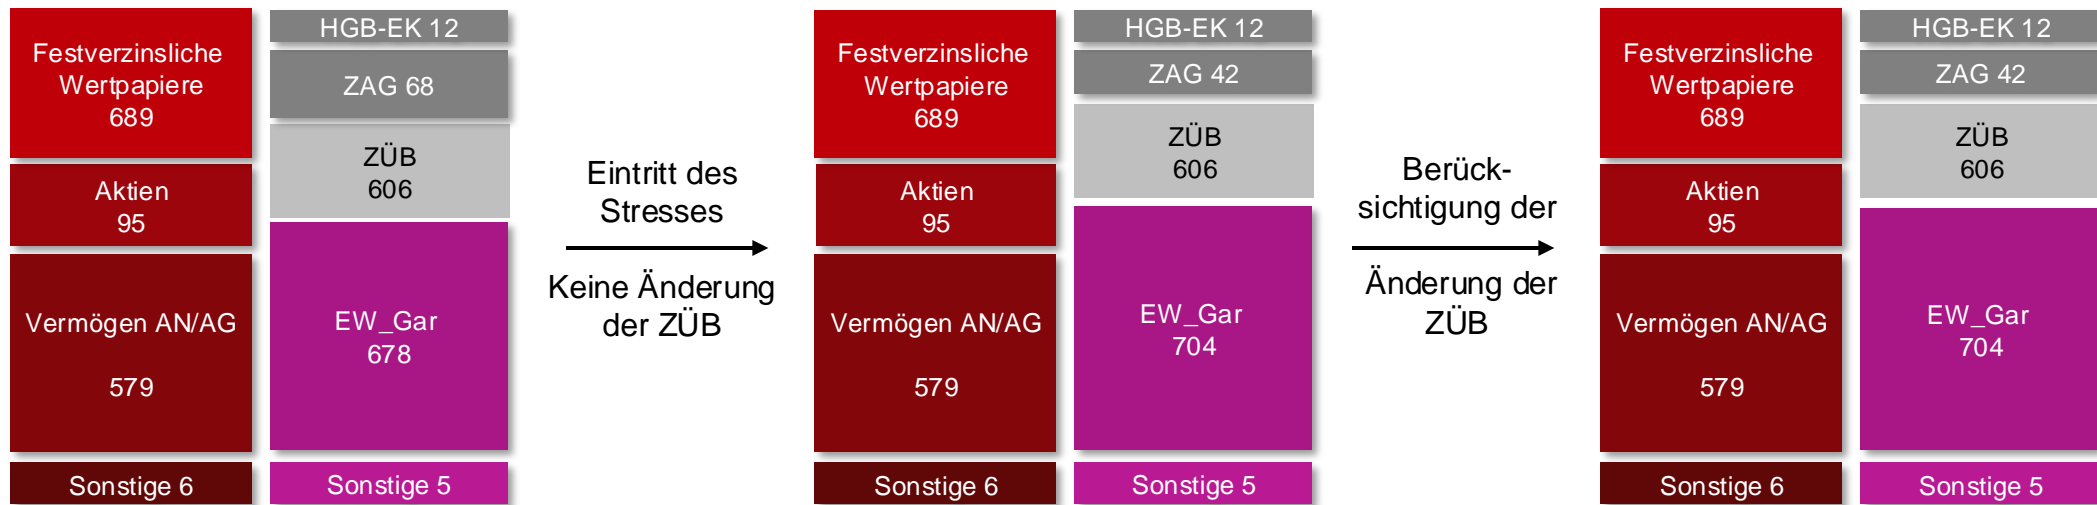 Festverzinsliche
Wertpapiere
689
Aktien
95
Vermögen AN/AG
579
Sonstige 6
HGB-EK 12
ZAG 68
ZÜB
606
EW_Gar
678
Sonstige 5
Eintritt des
Stresses
Keine Änderung
der ZÜB
Festverzinsliche
Wertpapiere
689
Aktien
95
Vermögen AN/AG
579
Sonstige 6
HGB-EK 12
ZAG 42
ZÜB
606
EW_Gar
704
Sonstige 5
Berück-
sichtigung der
Änderung der
ZÜB
Festverzinsliche
Wertpapiere
689
Aktien
95
Vermögen AN/AG
579
Sonstige 6
HGB-EK 12
ZAG 42
ZÜB
606
EW_Gar
704
Sonstige 5